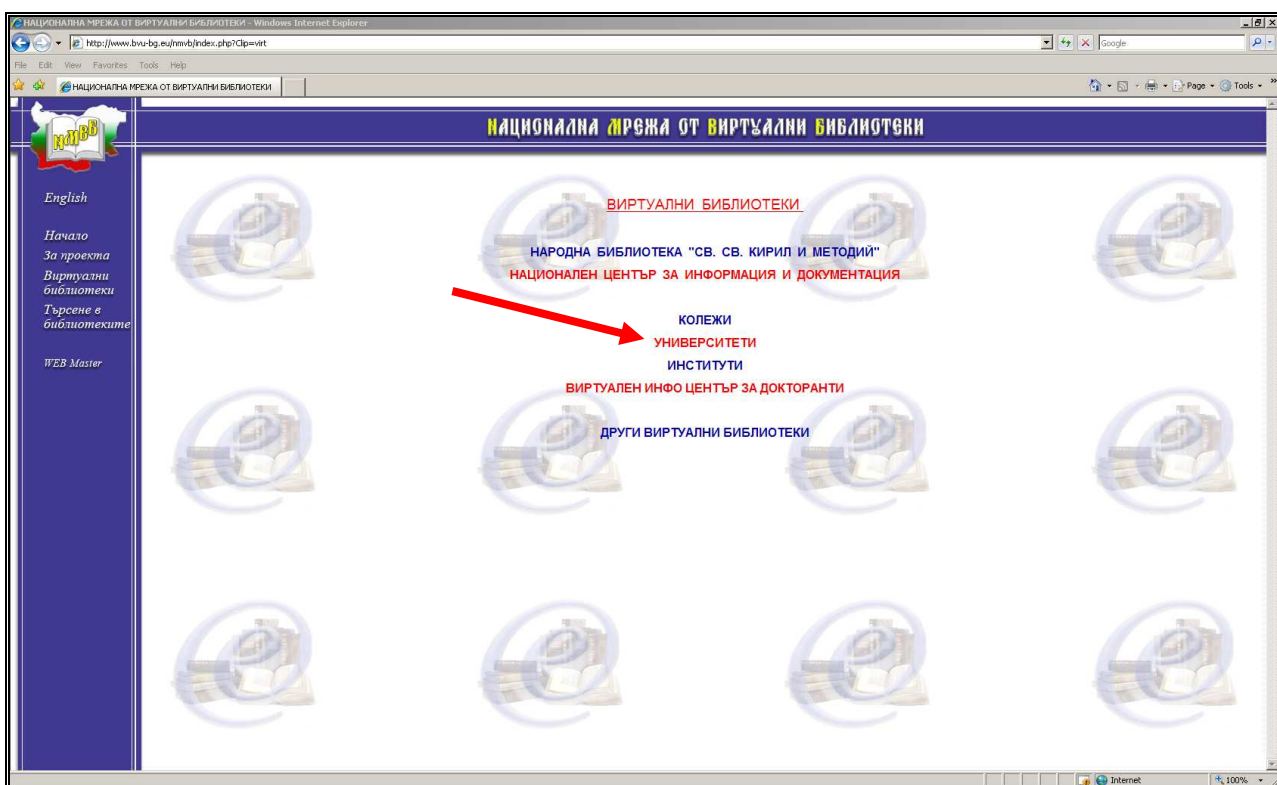 НАЦИОНАЛНА МРЕЖА ОТ ВИРТУАЛНИ БИБЛИОТЕКИ - Windows Internet Explorer
http://www.bvu-bg.eu/nmvb/index.php?Clip=virt
Google
File Edit View Favorites Tools Help
НАЦИОНАЛНА МРЕЖА ОТ ВИРТУАЛНИ БИБЛИОТЕКИ
Page Tools
НМВБ
НАЦИОНАЛНА МРЕЖА ОТ ВИРТУАЛНИ БИБЛИОТЕКИ
English
Начало
За проекта
Виртуални
библиотеки
Търсене в
библиотеките
WEB Master
ВИРТУАЛНИ БИБЛИОТЕКИ
НАРОДНА БИБЛИОТЕКА "СВ. СВ. КИРИЛ И МЕТОДИЙ"
НАЦИОНАЛЕН ЦЕНТЪР ЗА ИНФОРМАЦИЯ И ДОКУМЕНТАЦИЯ
КОЛЕЖИ
УНИВЕРСИТЕТИ
ИНСТИТУТИ
ВИРТУАЛЕН ИНФО ЦЕНТЪР ЗА ДОКТОРАНТИ
ДРУГИ ВИРТУАЛНИ БИБЛИОТЕКИ
Internet
100%